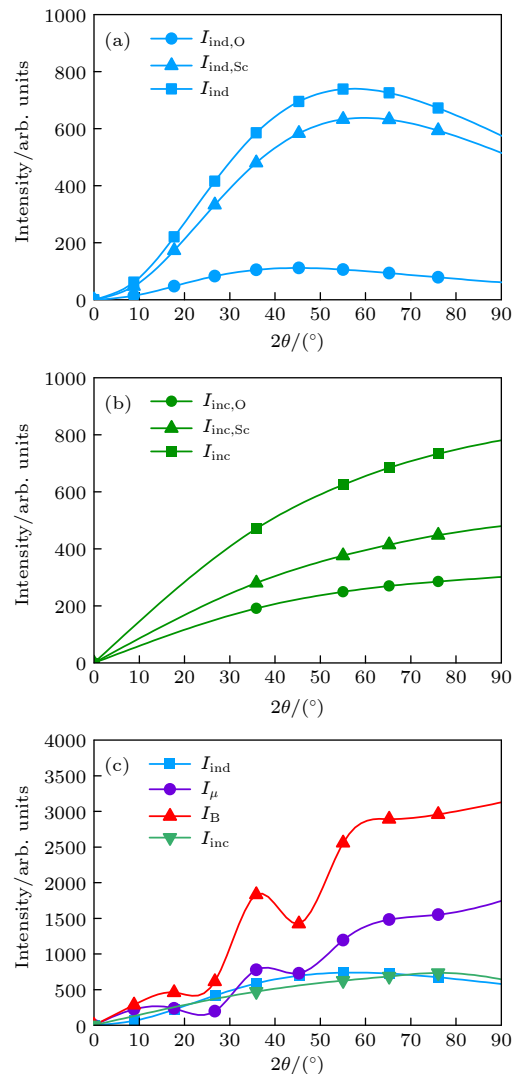 (a)
I_ind,O
I_ind,Sc
I_ind
Intensity/arb. units
1000
800
600
400
200
0
0 10 20 30 40 50 60 70 80 90
2θ/(°)
(b)
I_inc,O
I_inc,Sc
I_inc
Intensity/arb. units
1000
800
600
400
200
0
0 10 20 30 40 50 60 70 80 90
2θ/(°)
(c)
I_ind
I_μ
I_B
I_inc
Intensity/arb. units
4000
3500
3000
2500
2000
1500
1000
500
0
0 10 20 30 40 50 60 70 80 90
2θ/(°)